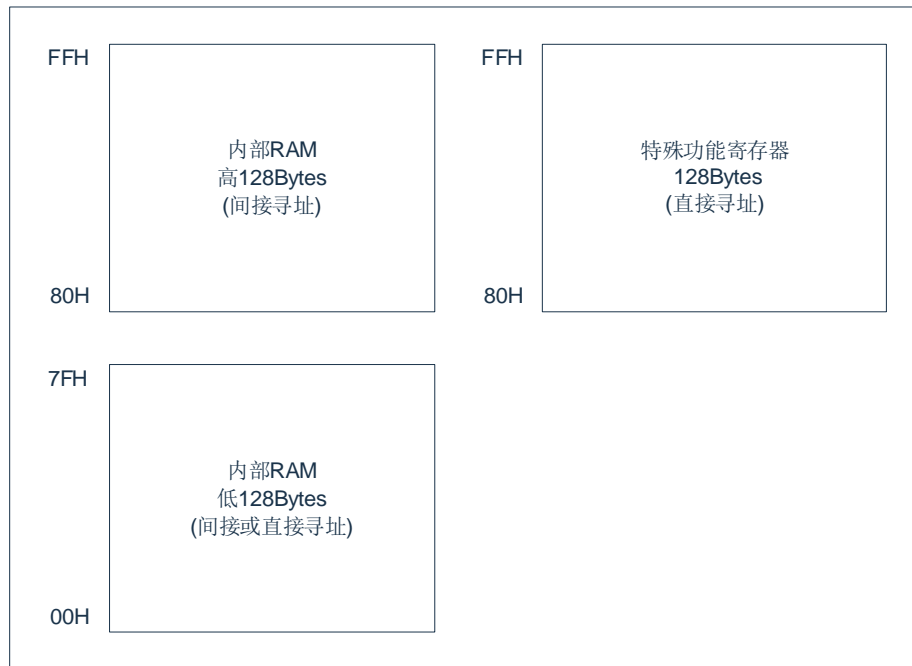 FFH
内部RAM
高128Bytes
(间接寻址)
80H
FFH
特殊功能寄存器
128Bytes
(直接寻址)
80H
7FH
内部RAM
低128Bytes
(间接或直接寻址)
00H